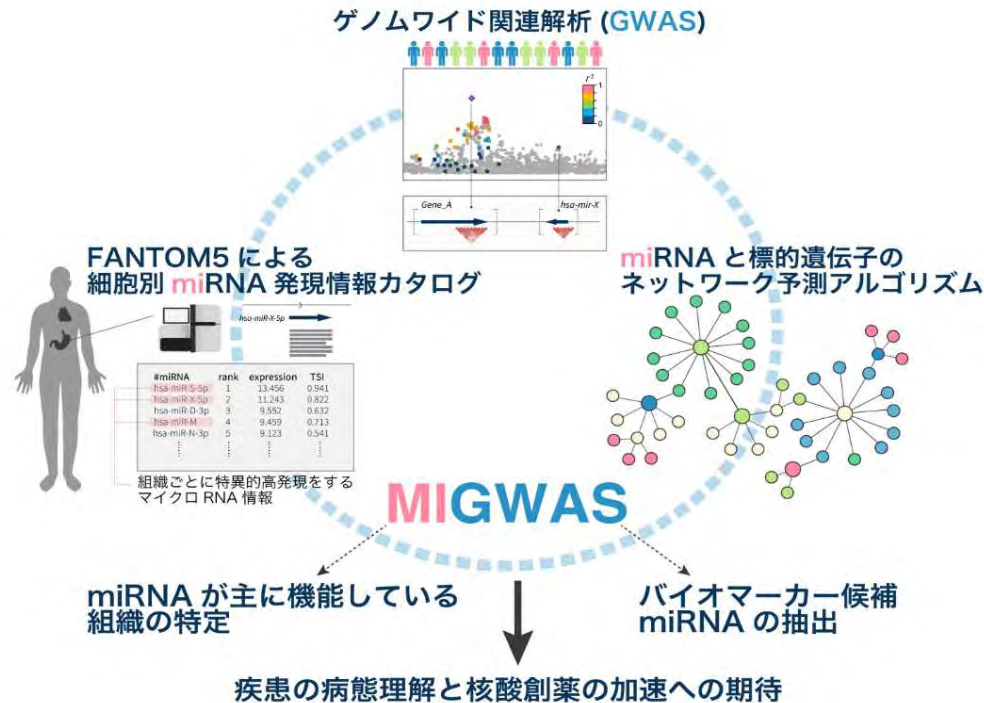 ゲノムワイド関連解析 (GWAS)
r²
1
0
Gene_A
hsa-mir-X
FANTOM5 による
細胞別 miRNA 発現情報カタログ
hsa-miR-X-5p
#miRNA rank expression TSI
hsa-miR-S-5p 1 13.456 0.941
hsa-miR-X-5p 2 11.243 0.822
hsa-miR-D-3p 3 9.552 0.632
hsa-miR-M 4 9.459 0.713
hsa-miR-N-3p 5 9.123 0.541
組織ごとに特異的高発現をする
マイクロ RNA 情報
miRNA と標的遺伝子の
ネットワーク予測アルゴリズム
MIGWAS
miRNA が主に機能している
組織の特定
バイオマーカー候補
miRNA の抽出
疾患の病態理解と核酸創薬の加速への期待